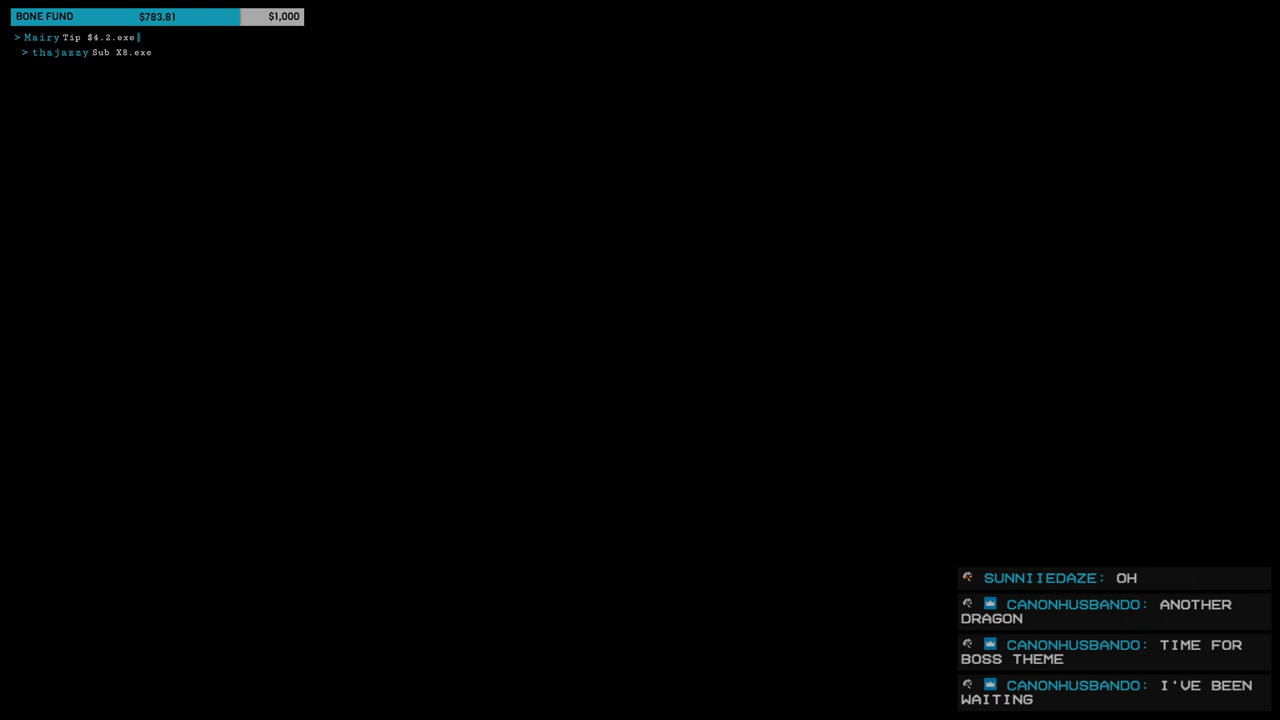 BONE FUND $783.81 $1,000
> Mairy Tip $4.2.exe
> thajazzy Sub X8.exe
SUNNIIEDAZE: OH
CANONHUSBANDO: ANOTHER
DRAGON
CANONHUSBANDO: TIME FOR
BOSS THEME
CANONHUSBANDO: I'VE BEEN
WAITING